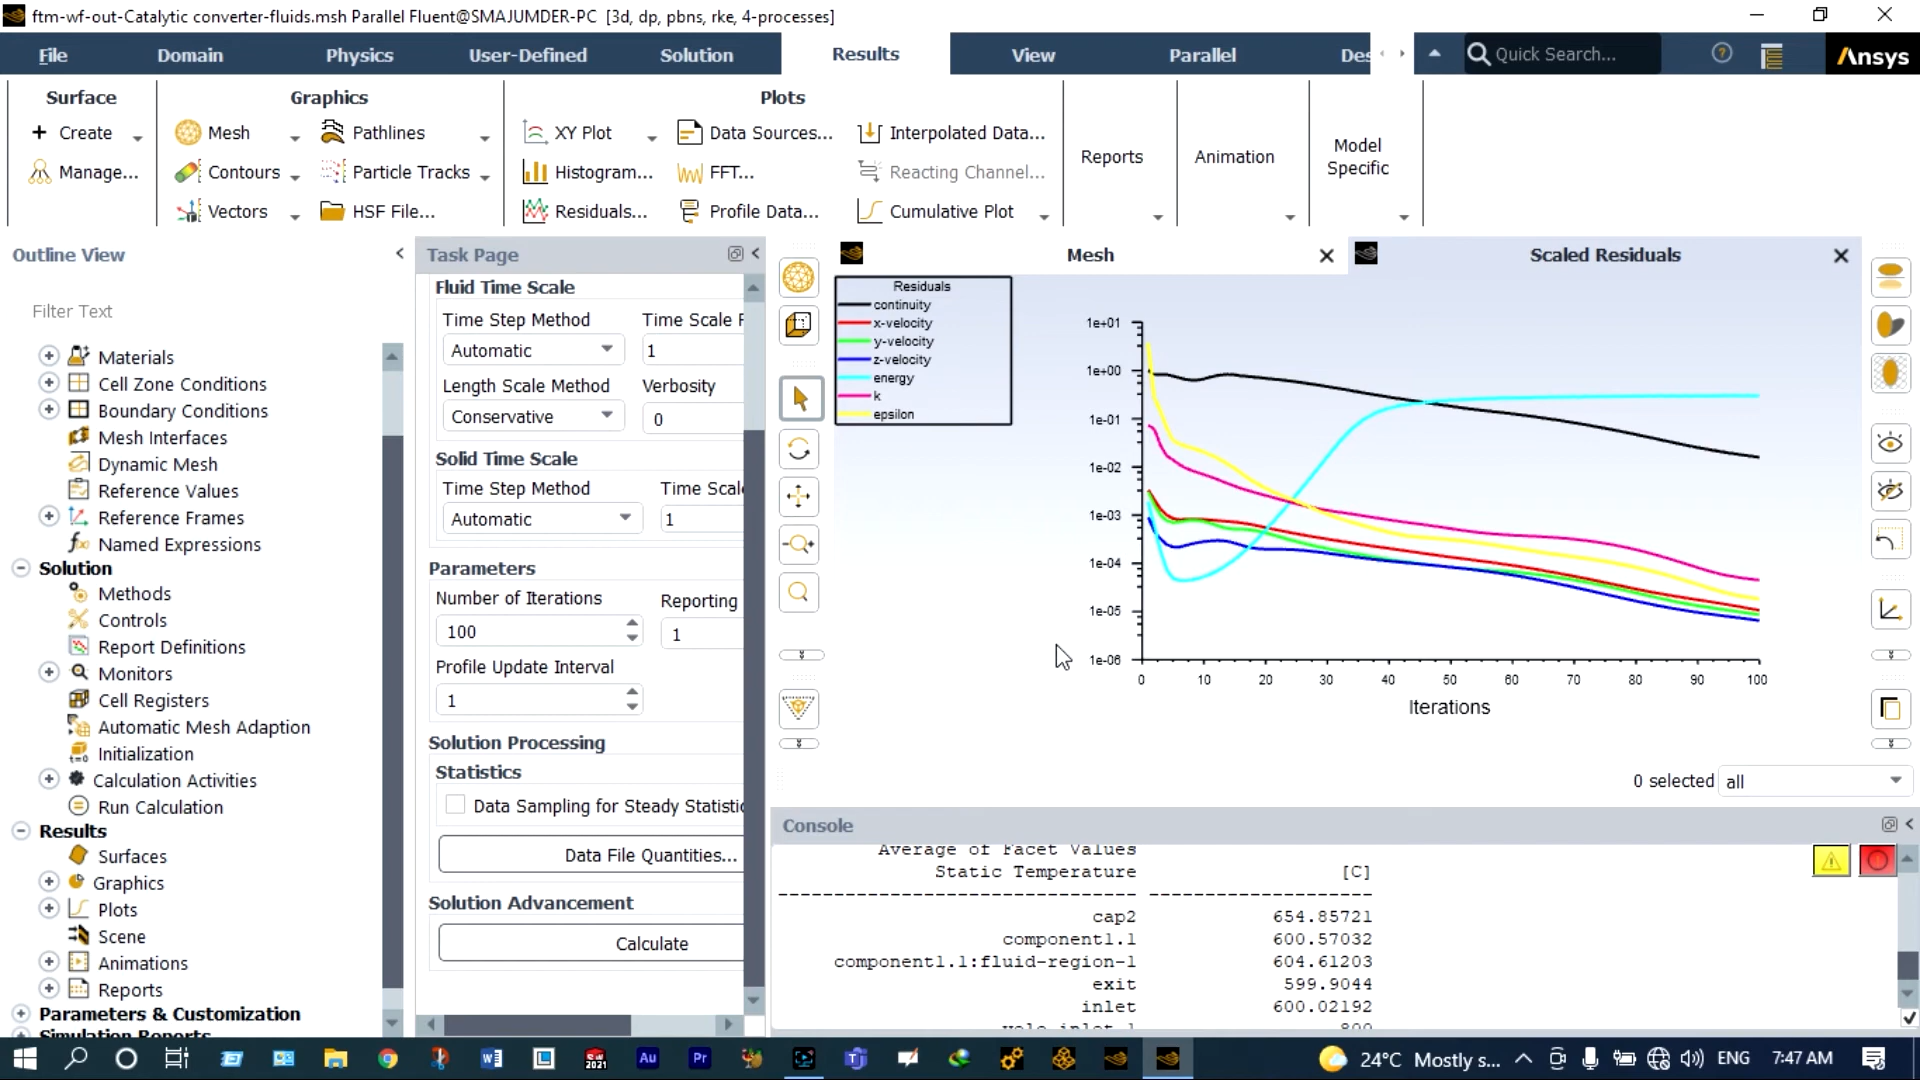 ftm-wf-out-Catalytic converter-fluids.msh Parallel Fluent@SMAJUMDER-PC [3d, dp, pbns, rke, 4-processes]
File Domain Physics User-Defined Solution Results View Parallel Des Quick Search... Ansys
Surface Graphics Plots
+ Create Mesh Pathlines XY Plot Data Sources... Interpolated Data...
Manage... Contours Particle Tracks Histogram... FFT... Reacting Channel...
Vectors HSF File... Residuals... Profile Data... Cumulative Plot
Reports
Animation
Model
Specific
Outline View
Filter Text
Materials
Cell Zone Conditions
Boundary Conditions
Mesh Interfaces
Dynamic Mesh
Reference Values
Reference Frames
Named Expressions
Solution
Methods
Controls
Report Definitions
Monitors
Cell Registers
Automatic Mesh Adaption
Initialization
Calculation Activities
Run Calculation
Results
Surfaces
Graphics
Plots
Scene
Animations
Reports
Parameters & Customization
Simulation Reports
Task Page
Fluid Time Scale
Time Step Method Time Scale F
Automatic 1
Length Scale Method Verbosity
Conservative 0
Solid Time Scale
Time Step Method Time Scale
Automatic 1
Parameters
Number of Iterations Reporting
100 1
Profile Update Interval
1
Solution Processing
Statistics
Data Sampling for Steady Statistic
Data File Quantities...
Solution Advancement
Calculate
Mesh
Scaled Residuals
Residuals
continuity
x-velocity
y-velocity
z-velocity
energy
k
epsilon
1e+01
1e+00
1e-01
1e-02
1e-03
1e-04
1e-05
1e-06
0 10 20 30 40 50 60 70 80 90 100
Iterations
0 selected all
Console
Average of Facet Values
Static Temperature [C]
-------------------------------- --------------------
cap2 654.85721
component1.1 600.57032
component1.1:fluid-region-1 604.61203
exit 599.9044
inlet 600.02192
24°C Mostly s... ENG 7:47 AM